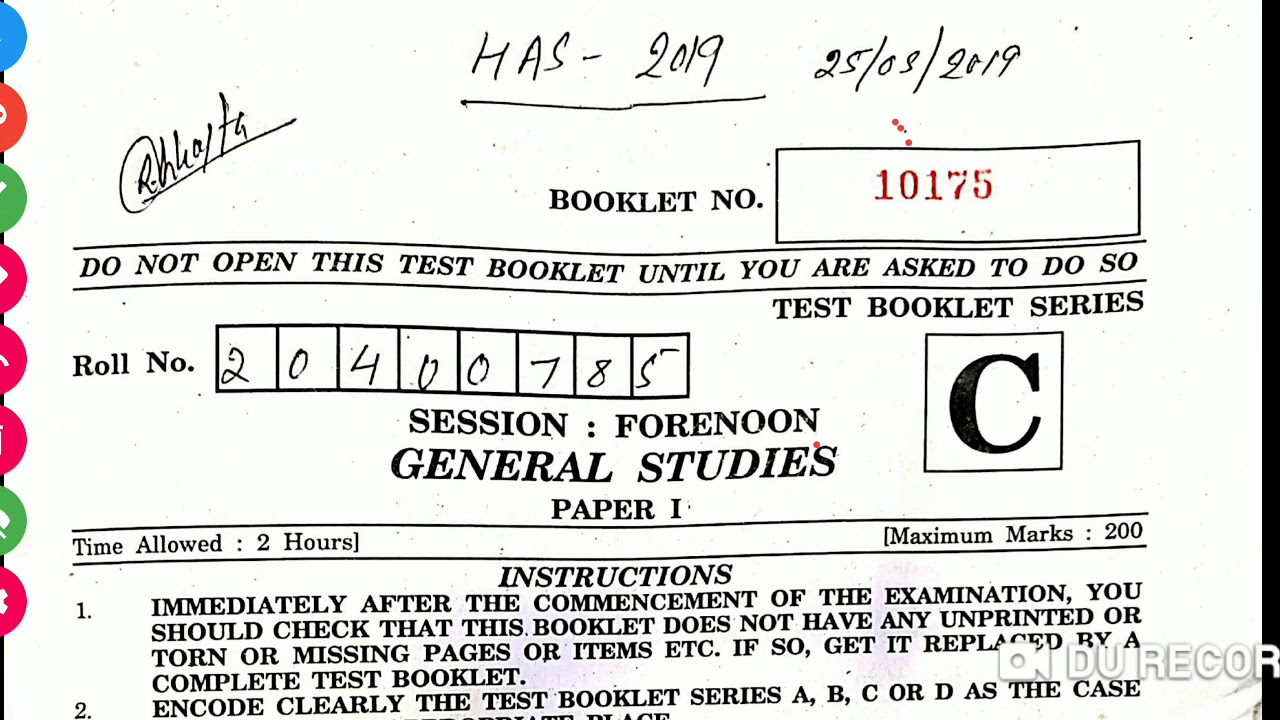 HAS - 2019 25/03/2019
BOOKLET NO. 10175
DO NOT OPEN THIS TEST BOOKLET UNTIL YOU ARE ASKED TO DO SO
TEST BOOKLET SERIES
Roll No. 20400785
C
SESSION : FORENOON
GENERAL STUDIES
PAPER I
Time Allowed : 2 Hours] [Maximum Marks : 200
INSTRUCTIONS
1. IMMEDIATELY AFTER THE COMMENCEMENT OF THE EXAMINATION, YOU
SHOULD CHECK THAT THIS BOOKLET DOES NOT HAVE ANY UNPRINTED OR
TORN OR MISSING PAGES OR ITEMS ETC. IF SO, GET IT REPLACED BY A
COMPLETE TEST BOOKLET.
DU RECOR
2. ENCODE CLEARLY THE TEST BOOKLET SERIES A, B, C OR D AS THE CASE